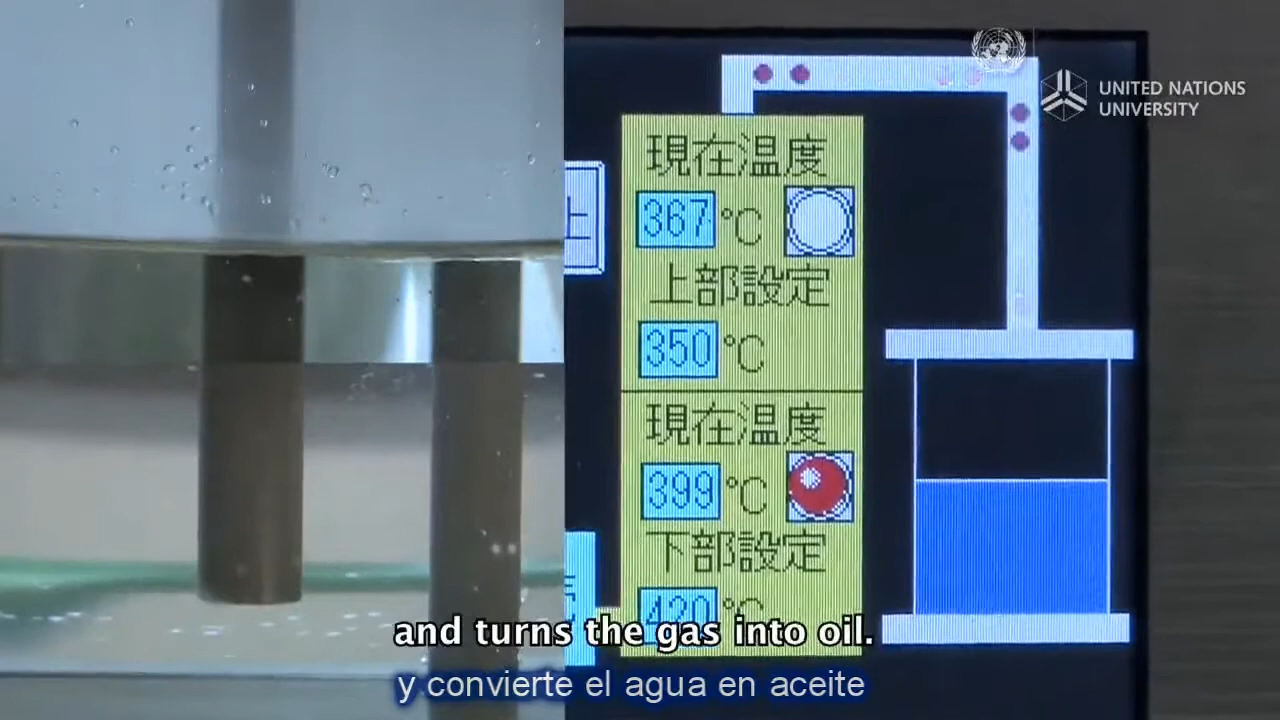 UNITED NATIONS
UNIVERSITY
現在温度
367 °C
上部設定
350 °C
現在温度
399 °C
下部設定
420 °C
and turns the gas into oil.
y convierte el agua en aceite